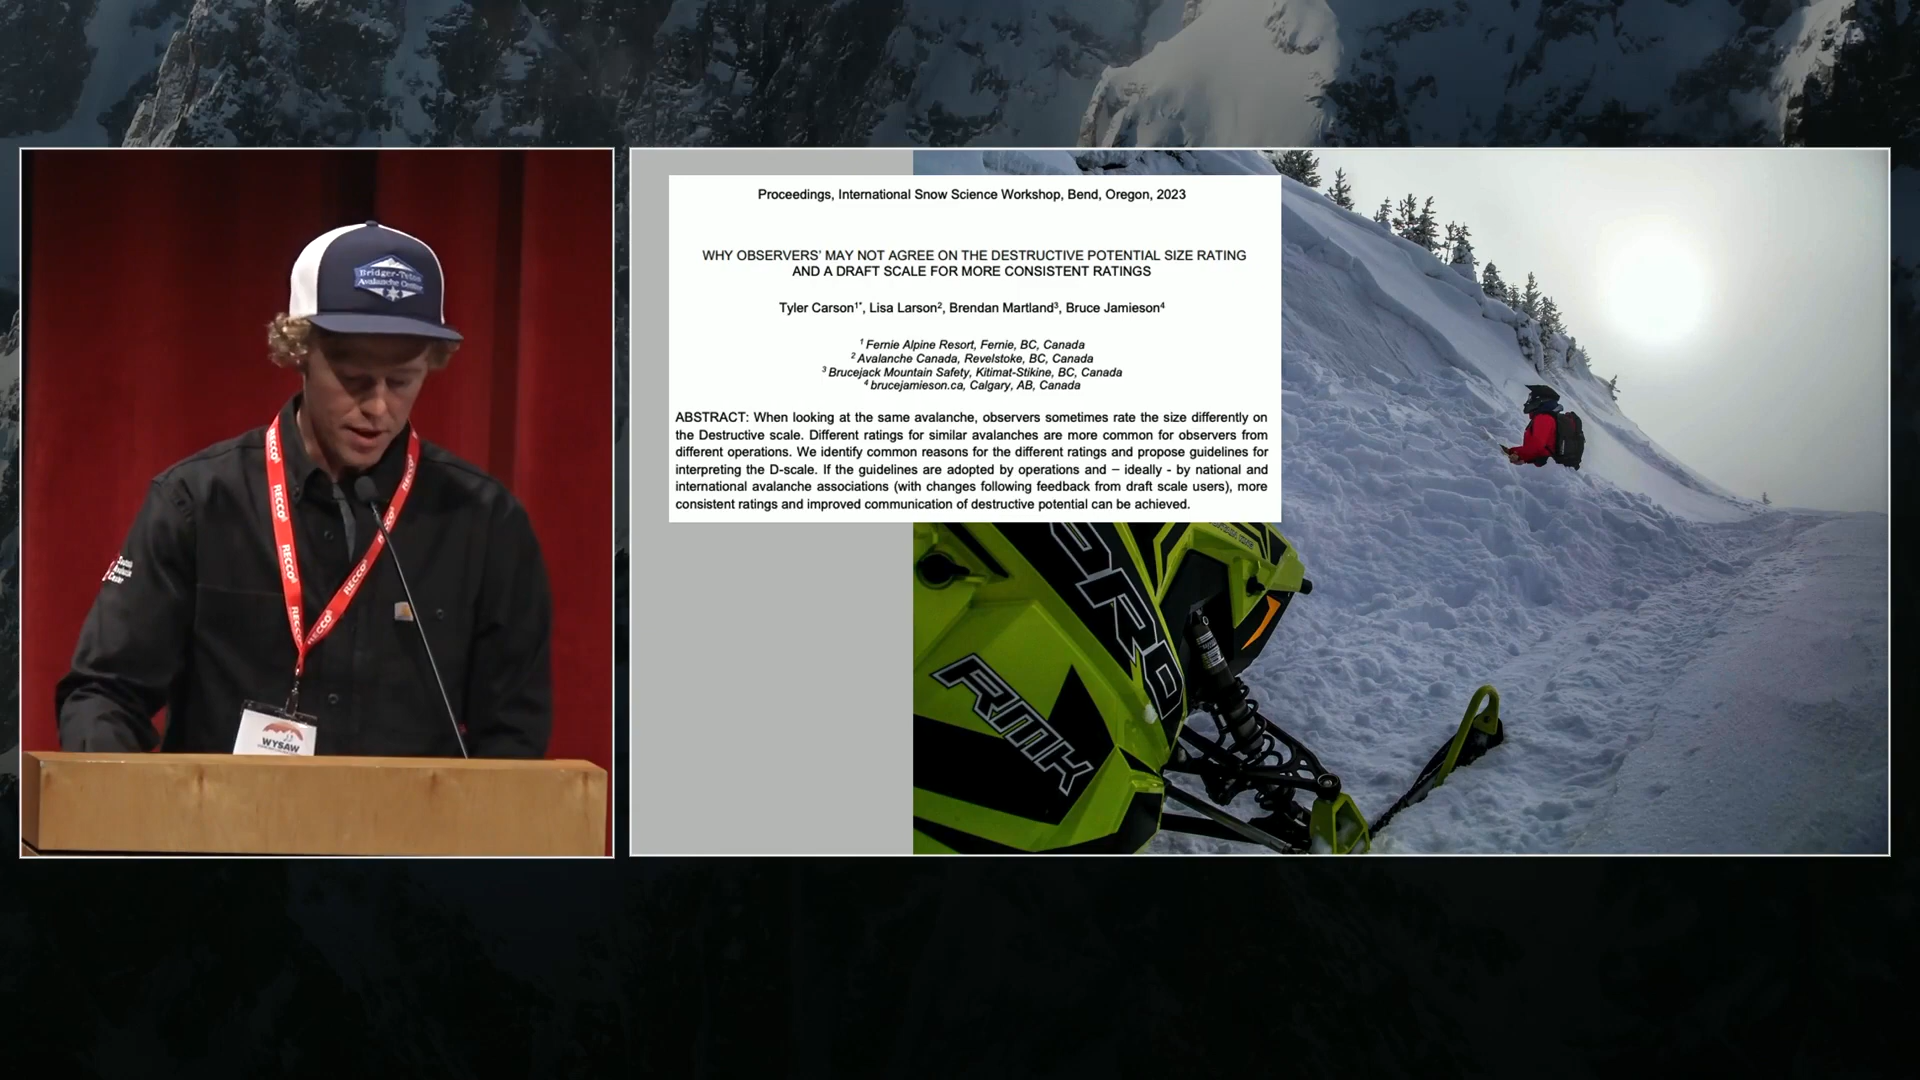 Bridger-Teton
Avalanche Center
RECCO
RECCO
RECCO
RECCO
RECCO
WYSAW
Proceedings, International Snow Science Workshop, Bend, Oregon, 2023
WHY OBSERVERS' MAY NOT AGREE ON THE DESTRUCTIVE POTENTIAL SIZE RATING
AND A DRAFT SCALE FOR MORE CONSISTENT RATINGS
Tyler Carson1*, Lisa Larson2, Brendan Martland3, Bruce Jamieson4
1 Fernie Alpine Resort, Fernie, BC, Canada
2 Avalanche Canada, Revelstoke, BC, Canada
3 Brucejack Mountain Safety, Kitimat-Stikine, BC, Canada
4 brucejamieson.ca, Calgary, AB, Canada
ABSTRACT: When looking at the same avalanche, observers sometimes rate the size differently on
the Destructive scale. Different ratings for similar avalanches are more common for observers from
different operations. We identify common reasons for the different ratings and propose guidelines for
interpreting the D-scale. If the guidelines are adopted by operations and – ideally - by national and
international avalanche associations (with changes following feedback from draft scale users), more
consistent ratings and improved communication of destructive potential can be achieved.
PRO
RMK